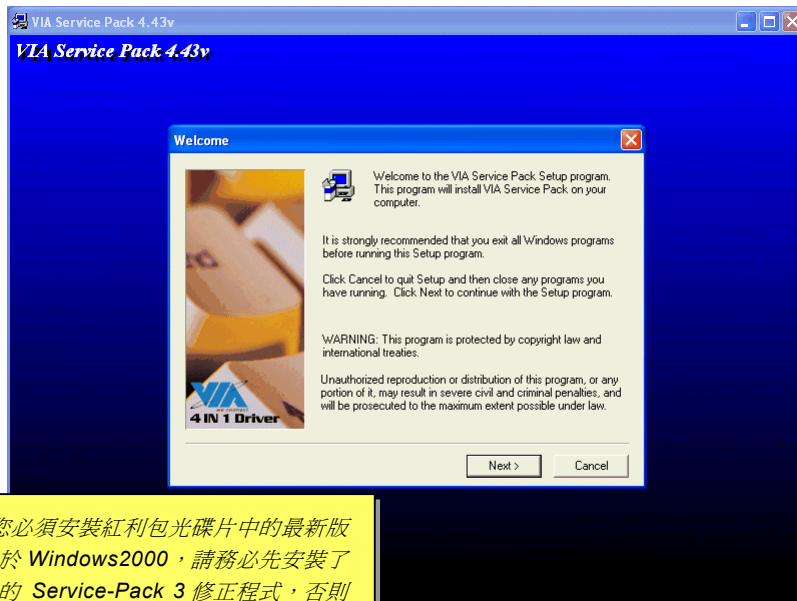 VIA Service Pack 4.43v
VIA Service Pack 4.43v
Welcome
Welcome to the VIA Service Pack Setup program.
This program will install VIA Service Pack on your
computer.
It is strongly recommended that you exit all Windows programs
before running this Setup program.
Click Cancel to quit Setup and then close any programs you
have running. Click Next to continue with the Setup program.
WARNING: This program is protected by copyright law and
international treaties.
Unauthorized reproduction or distribution of this program, or any
portion of it, may result in severe civil and criminal penalties, and
will be prosecuted to the maximum extent possible under law.
VIA
we connect
4 IN 1 Driver
Next >
Cancel
您必須安裝紅利包光碟片中的最新版
於 Windows2000，請務必先安裝了
的 Service-Pack 3 修正程式，否則